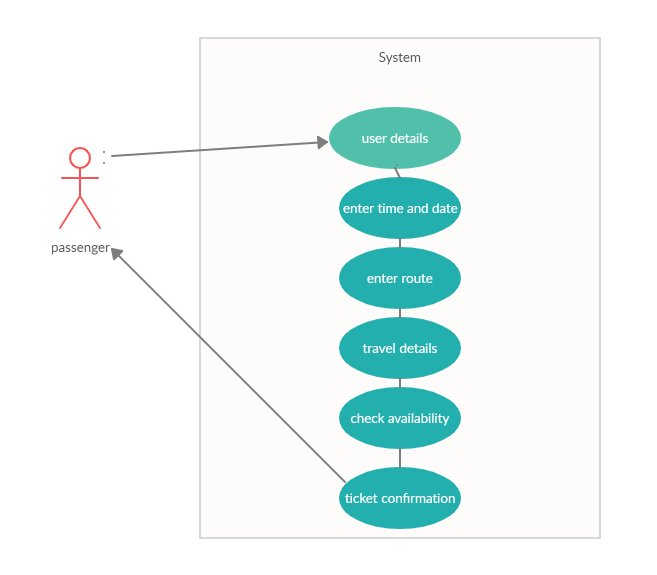 System
user details
enter time and date
passenger
enter route
travel details
check availability
ticket confirmation